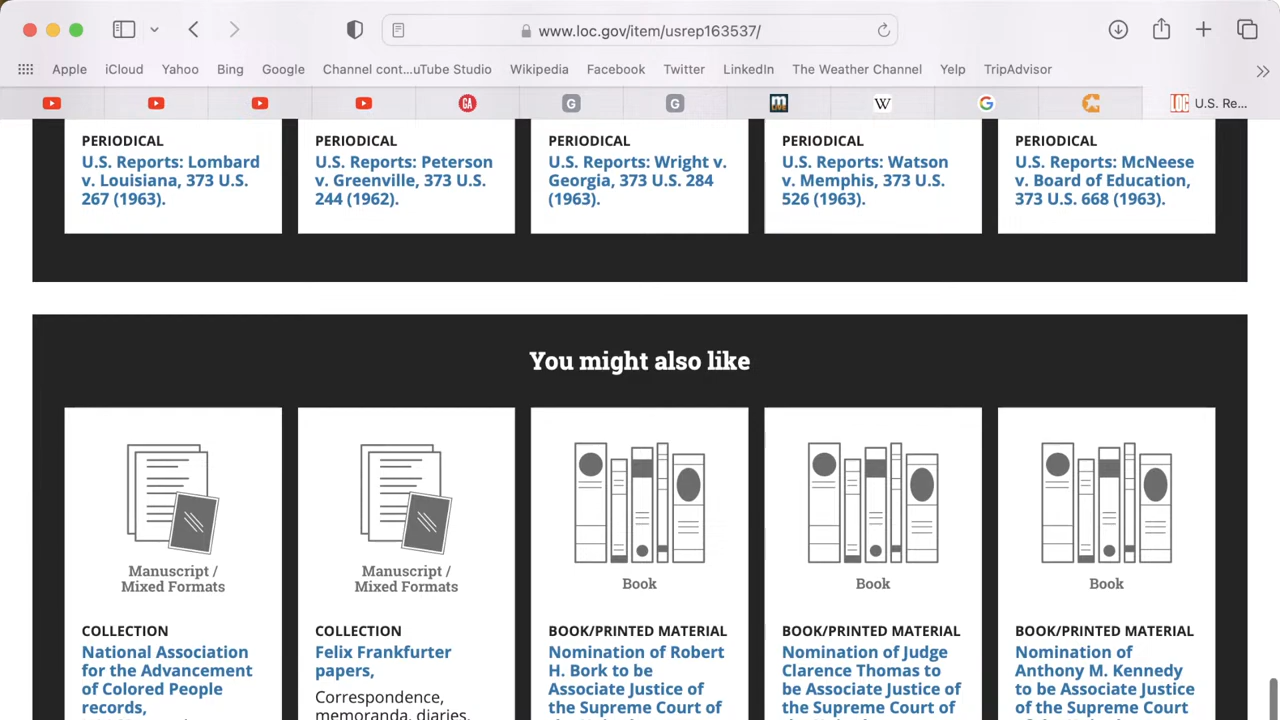 www.loc.gov/item/usrep163537/
Apple iCloud Yahoo Bing Google Channel cont...uTube Studio Wikipedia Facebook Twitter LinkedIn The Weather Channel Yelp TripAdvisor
GA G G m LIVE W G LOC U.S. Re...
PERIODICAL
U.S. Reports: Lombard
v. Louisiana, 373 U.S.
267 (1963).
PERIODICAL
U.S. Reports: Peterson
v. Greenville, 373 U.S.
244 (1962).
PERIODICAL
U.S. Reports: Wright v.
Georgia, 373 U.S. 284
(1963).
PERIODICAL
U.S. Reports: Watson
v. Memphis, 373 U.S.
526 (1963).
PERIODICAL
U.S. Reports: McNeese
v. Board of Education,
373 U.S. 668 (1963).
You might also like
Manuscript /
Mixed Formats
COLLECTION
National Association
for the Advancement
of Colored People
records,
Manuscript /
Mixed Formats
COLLECTION
Felix Frankfurter
papers,
Correspondence,
memoranda, diaries,
Book
BOOK/PRINTED MATERIAL
Nomination of Robert
H. Bork to be
Associate Justice of
the Supreme Court of
Book
BOOK/PRINTED MATERIAL
Nomination of Judge
Clarence Thomas to
be Associate Justice of
the Supreme Court of
Book
BOOK/PRINTED MATERIAL
Nomination of
Anthony M. Kennedy
to be Associate Justice
of the Supreme Court